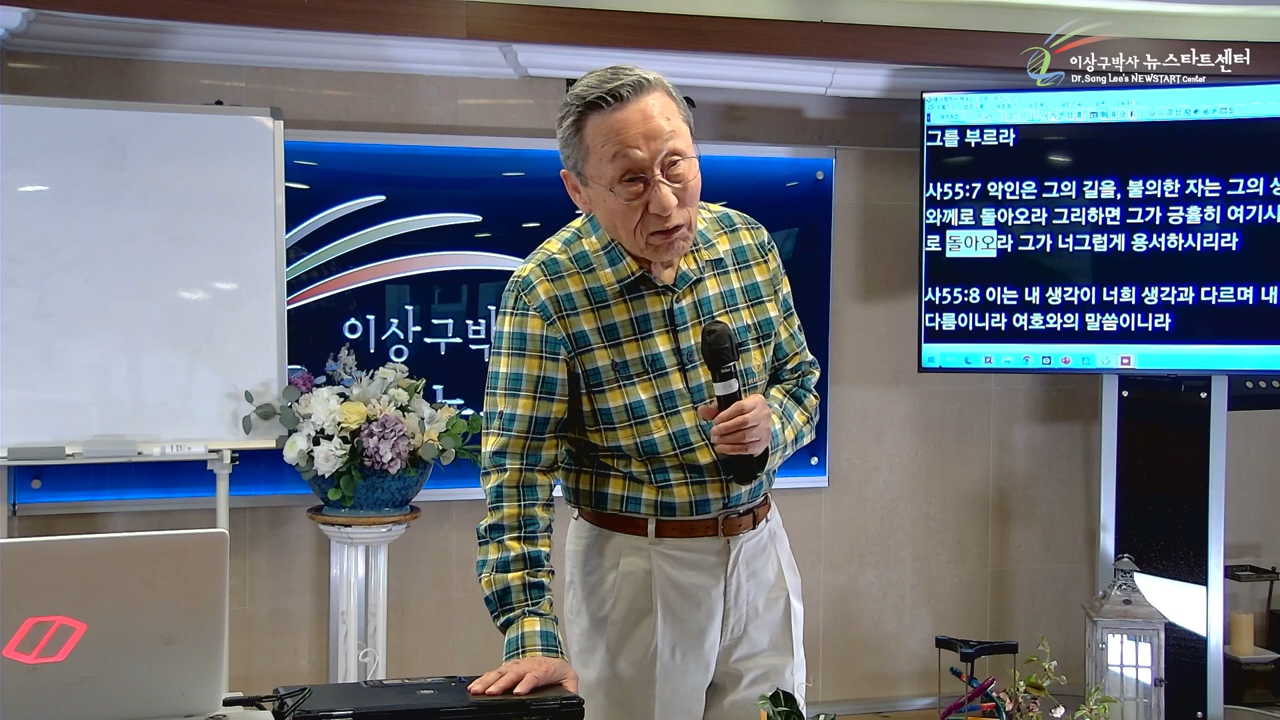 이상구박사 뉴스타트센터
Dr. Sang Lee's NEWSTART Center
그를 부르라
사55:7 악인은 그의 길을, 불의한 자는 그의
와께로 돌아오라 그리하면 그가 긍휼히 여기시
로 돌아오라 그가 너그럽게 용서하시리라
사55:8 이는 내 생각이 너희 생각과 다르며 내
다름이니라 여호와의 말씀이니라
이상구박